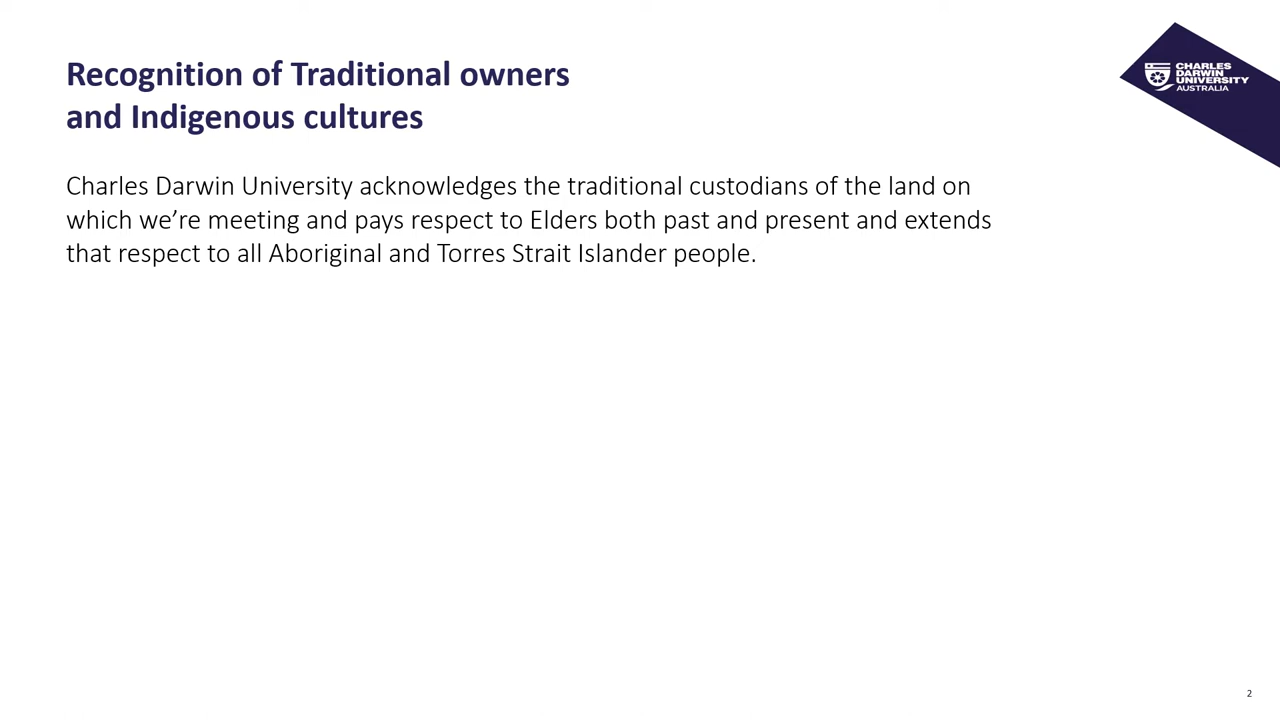 Recognition of Traditional owners
and Indigenous cultures
CHARLES
DARWIN
UNIVERSITY
AUSTRALIA
Charles Darwin University acknowledges the traditional custodians of the land on
which we’re meeting and pays respect to Elders both past and present and extends
that respect to all Aboriginal and Torres Strait Islander people.
2